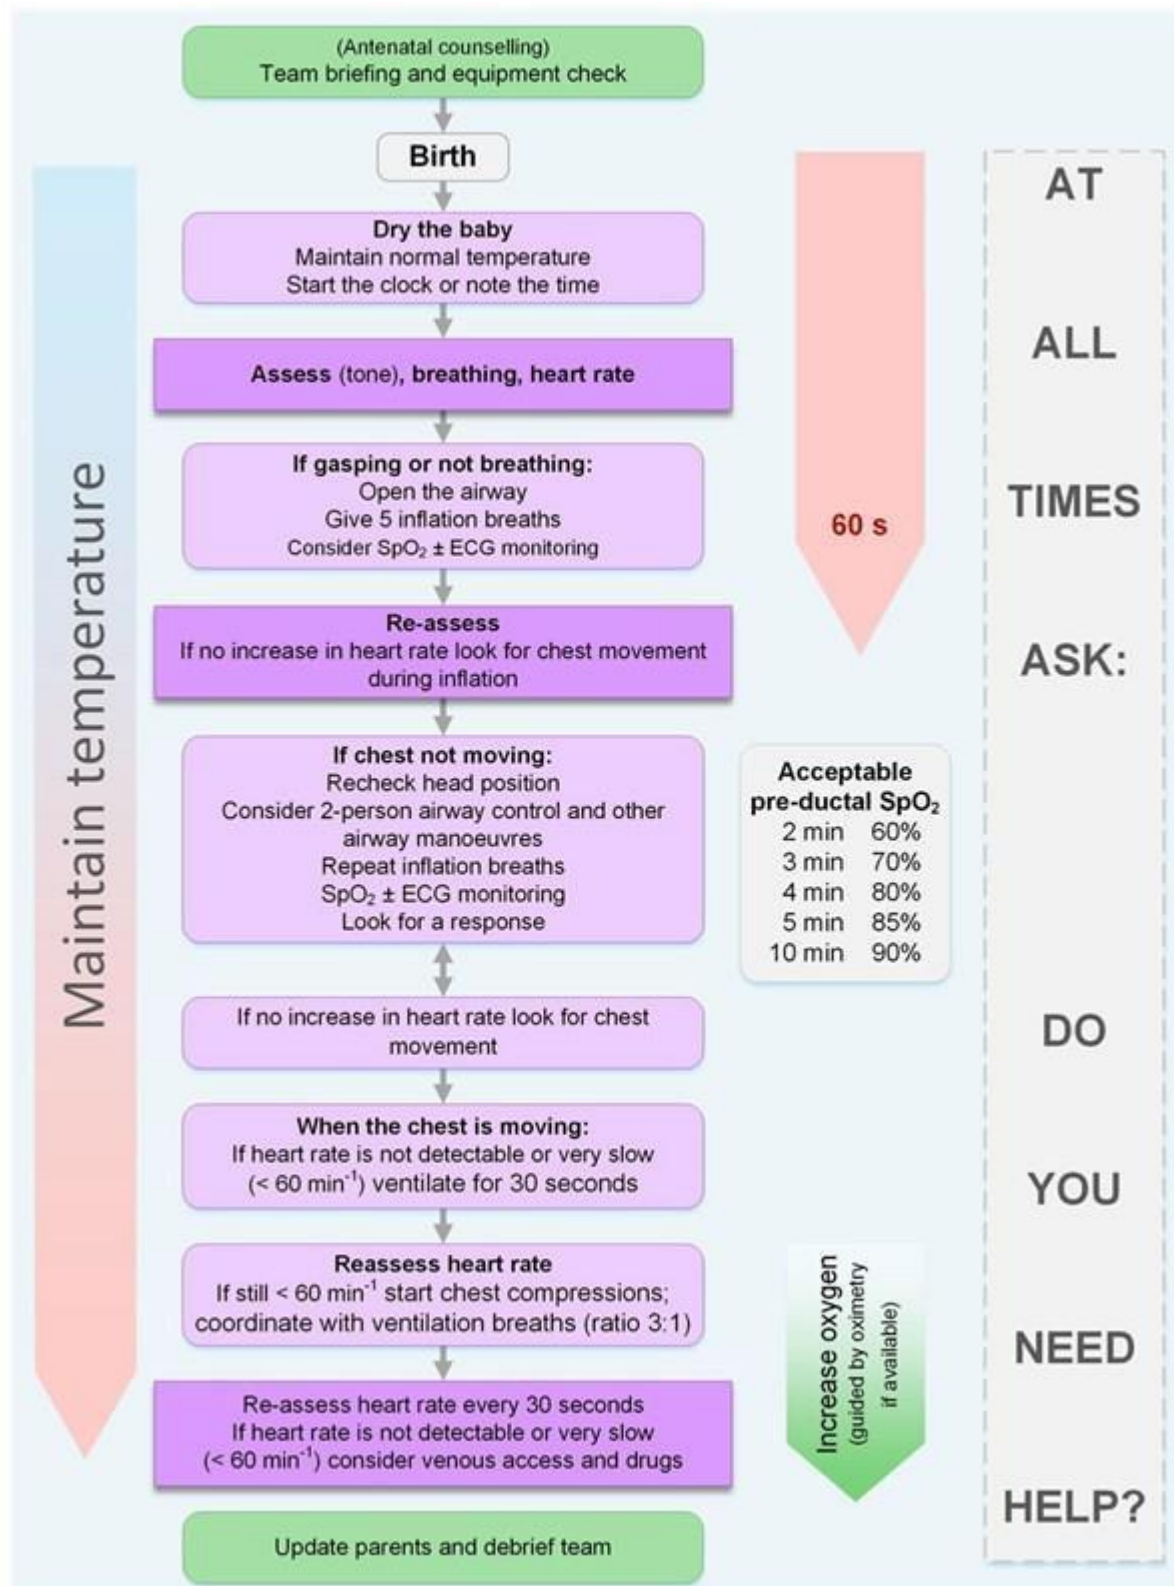 (Antenatal counselling)
Team briefing and equipment check
Birth
Dry the baby
Maintain normal temperature
Start the clock or note the time
Assess (tone), breathing, heart rate
If gasping or not breathing:
Open the airway
Give 5 inflation breaths
Consider SpO₂ ± ECG monitoring
Re-assess
If no increase in heart rate look for chest movement
during inflation
If chest not moving:
Recheck head position
Consider 2-person airway control and other
airway manoeuvres
Repeat inflation breaths
SpO₂ ± ECG monitoring
Look for a response
If no increase in heart rate look for chest
movement
When the chest is moving:
If heart rate is not detectable or very slow
(< 60 min⁻¹) ventilate for 30 seconds
Reassess heart rate
If still < 60 min⁻¹ start chest compressions;
coordinate with ventilation breaths (ratio 3:1)
Re-assess heart rate every 30 seconds
If heart rate is not detectable or very slow
(< 60 min⁻¹) consider venous access and drugs
Update parents and debrief team
Maintain temperature
60 s
Acceptable
pre-ductal SpO₂
2 min 60%
3 min 70%
4 min 80%
5 min 85%
10 min 90%
Increase oxygen
(guided by oximetry
if available)
AT
ALL
TIMES
ASK:
DO
YOU
NEED
HELP?